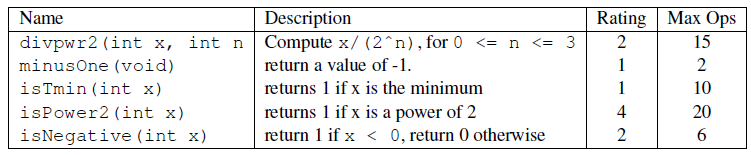 Name Description Rating Max Ops
divpwr2(int x, int n Compute x/(2^n), for 0 <= n <= 3 2 15
minusOne(void) return a value of -1. 1 2
isTmin(int x) returns 1 if x is the minimum 1 10
isPower2(int x) returns 1 if x is a power of 2 4 20
isNegative(int x) return 1 if x < 0, return 0 otherwise 2 6